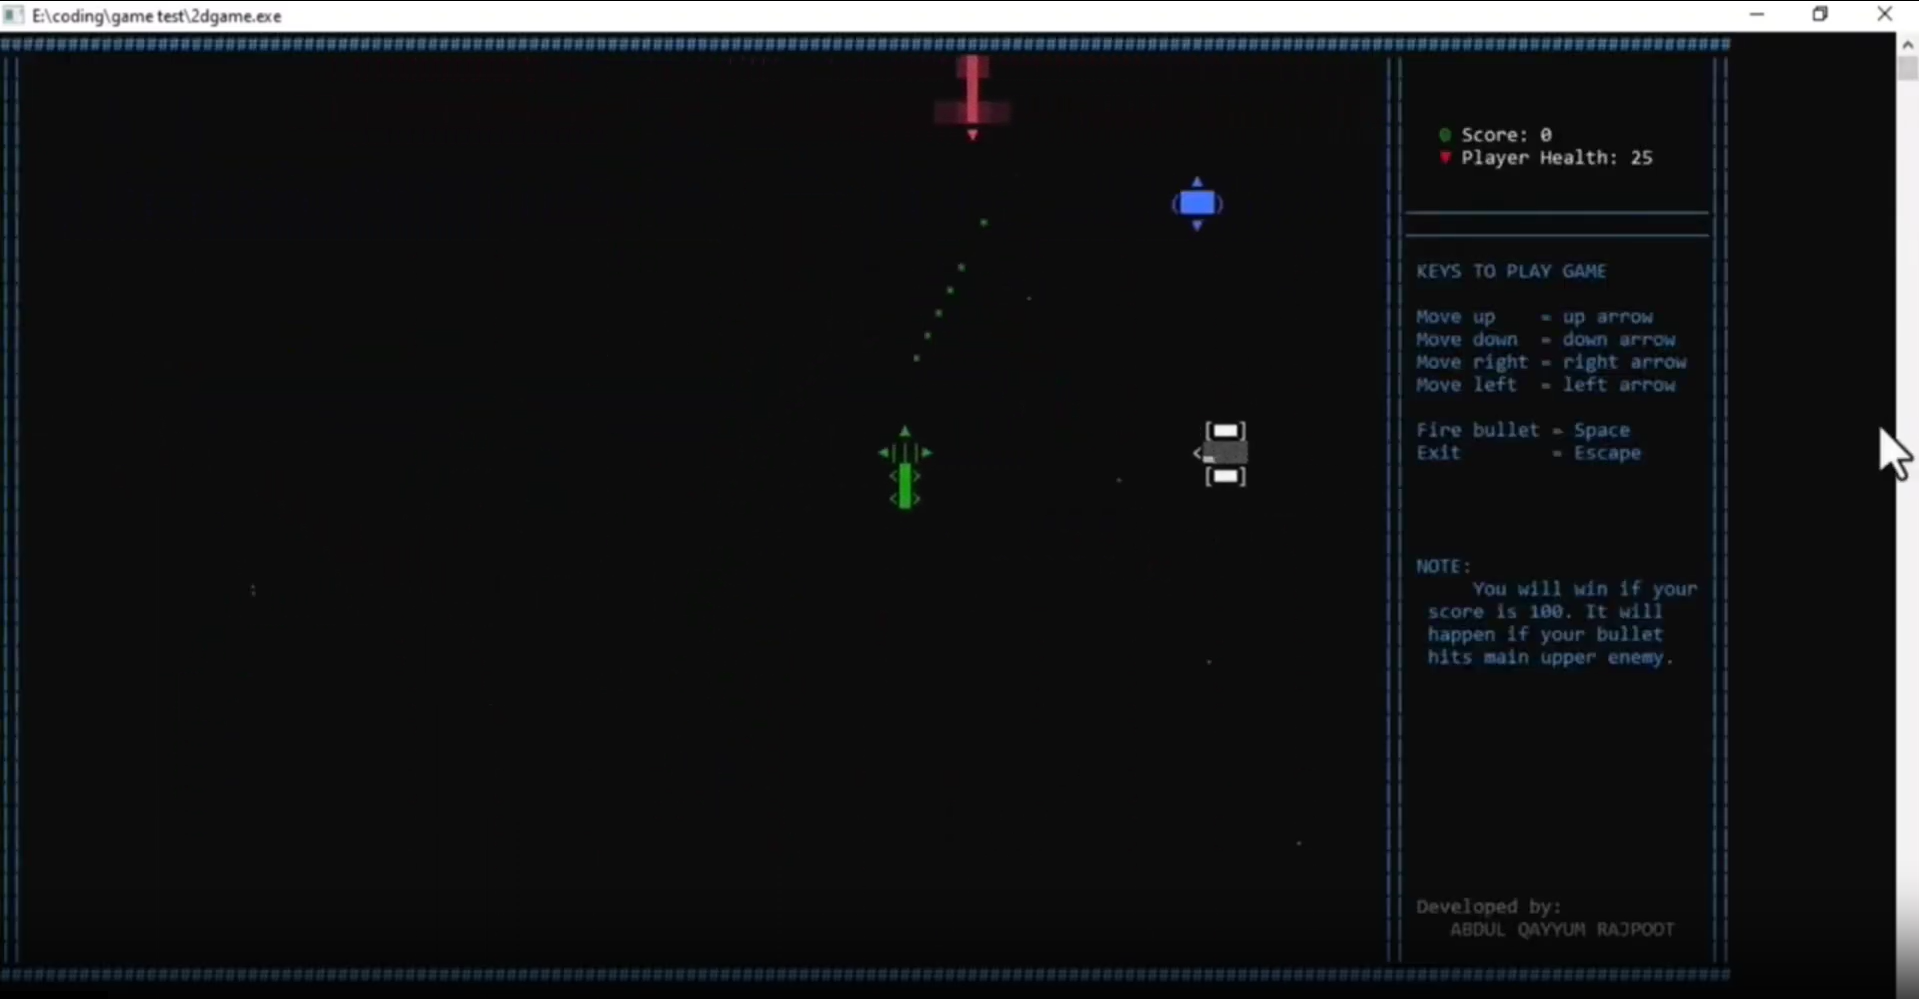 E:\coding\game test\2dgame.exe
Score: 0
Player Health: 25
KEYS TO PLAY GAME
Move up = up arrow
Move down = down arrow
Move right = right arrow
Move left = left arrow
Fire bullet = Space
Exit = Escape
NOTE:
You will win if your
score is 100. It will
happen if your bullet
hits main upper enemy.
Developed by:
ABDUL QAYYUM RAJPOOT